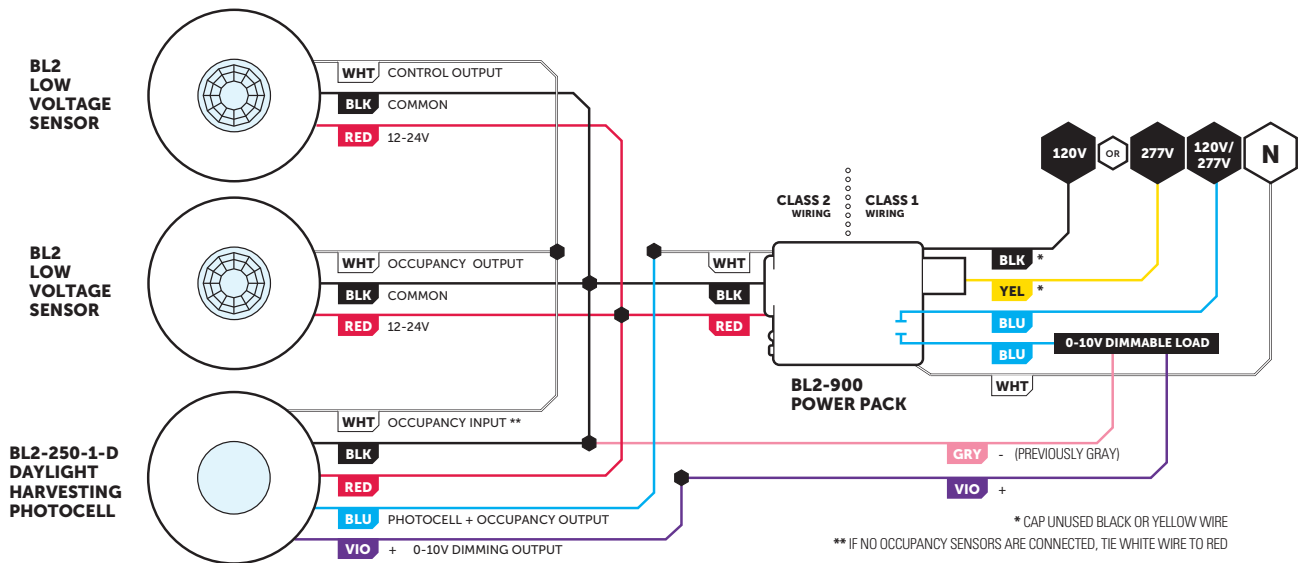 BL2
LOW
VOLTAGE
SENSOR
WHT CONTROL OUTPUT
BLK COMMON
RED 12-24V
BL2
LOW
VOLTAGE
SENSOR
WHT OCCUPANCY OUTPUT
BLK COMMON
RED 12-24V
BL2-250-1-D
DAYLIGHT
HARVESTING
PHOTOCELL
WHT OCCUPANCY INPUT **
BLK
RED
BLU PHOTOCELL + OCCUPANCY OUTPUT
VIO + 0-10V DIMMING OUTPUT
CLASS 2
WIRING
CLASS 1
WIRING
WHT
BLK
RED
BL2-900
POWER PACK
120V OR 277V 120V/
277V N
BLK *
YEL *
BLU
BLU
0-10V DIMMABLE LOAD
WHT
GRY - (PREVIOUSLY GRAY)
VIO +
* CAP UNUSED BLACK OR YELLOW WIRE
** IF NO OCCUPANCY SENSORS ARE CONNECTED, TIE WHITE WIRE TO RED